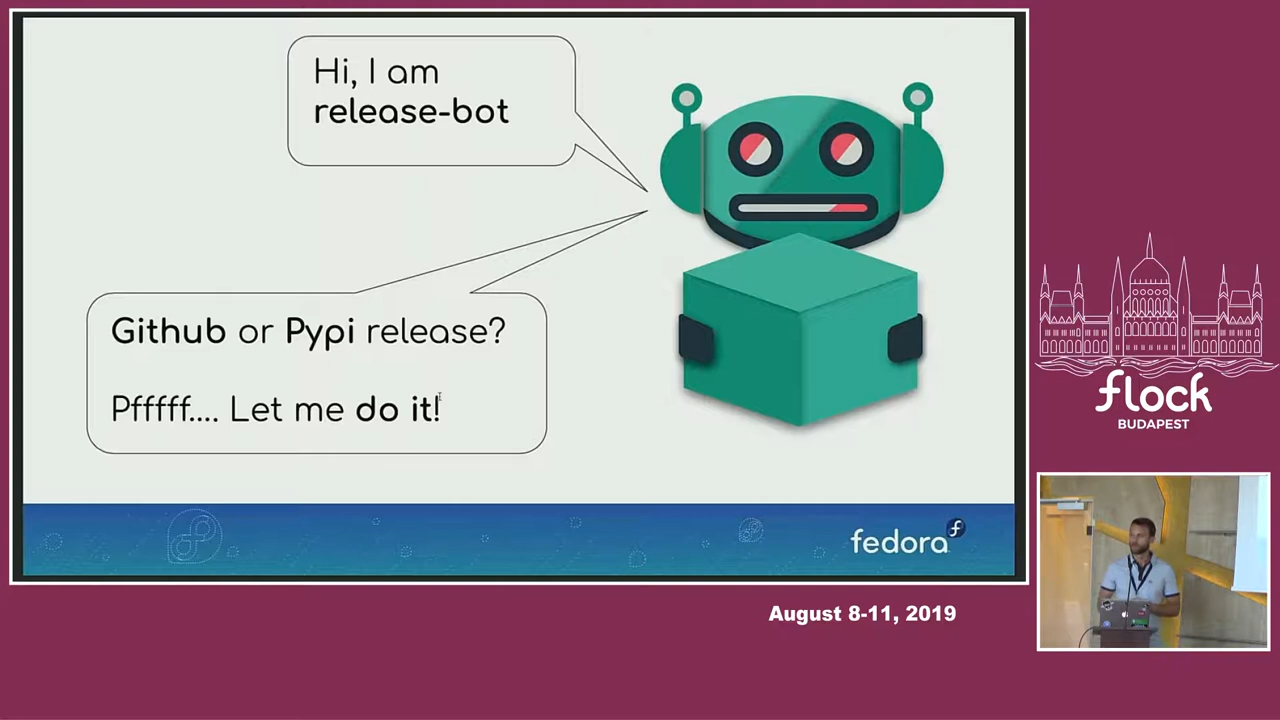 Hi, I am
release-bot
Github or Pypi release?
Pfffff.... Let me do it!
fedora
flock
BUDAPEST
August 8-11, 2019